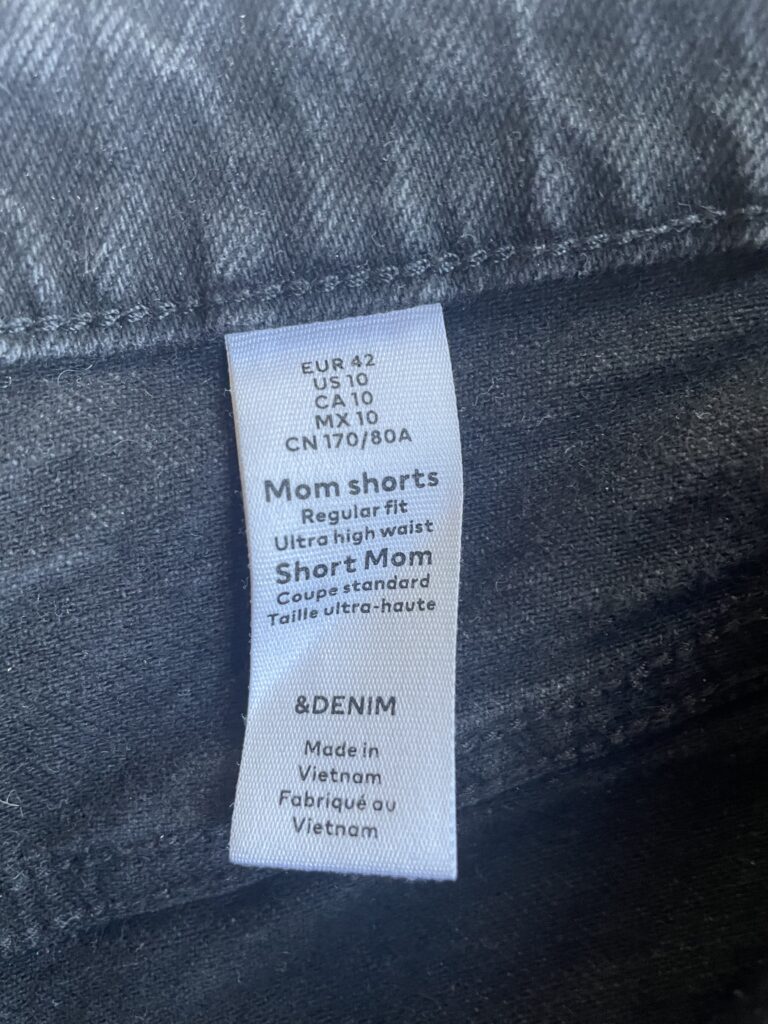 EUR 42
US 10
CA 10
MX 10
CN 170/80A
Mom shorts
Regular fit
Ultra high waist
Short Mom
Coupe standard
Taille ultra-haute
&DENIM
Made in
Vietnam
Fabriqué au
Vietnam